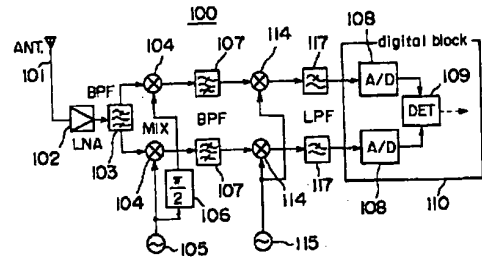 100
ANT.
101
102
LNA
BPF
103
104
MIX
104
π/2
106
105
107
BPF
107
114
114
115
117
LPF
117
108
digital block
A/D
109
DET
A/D
108
110